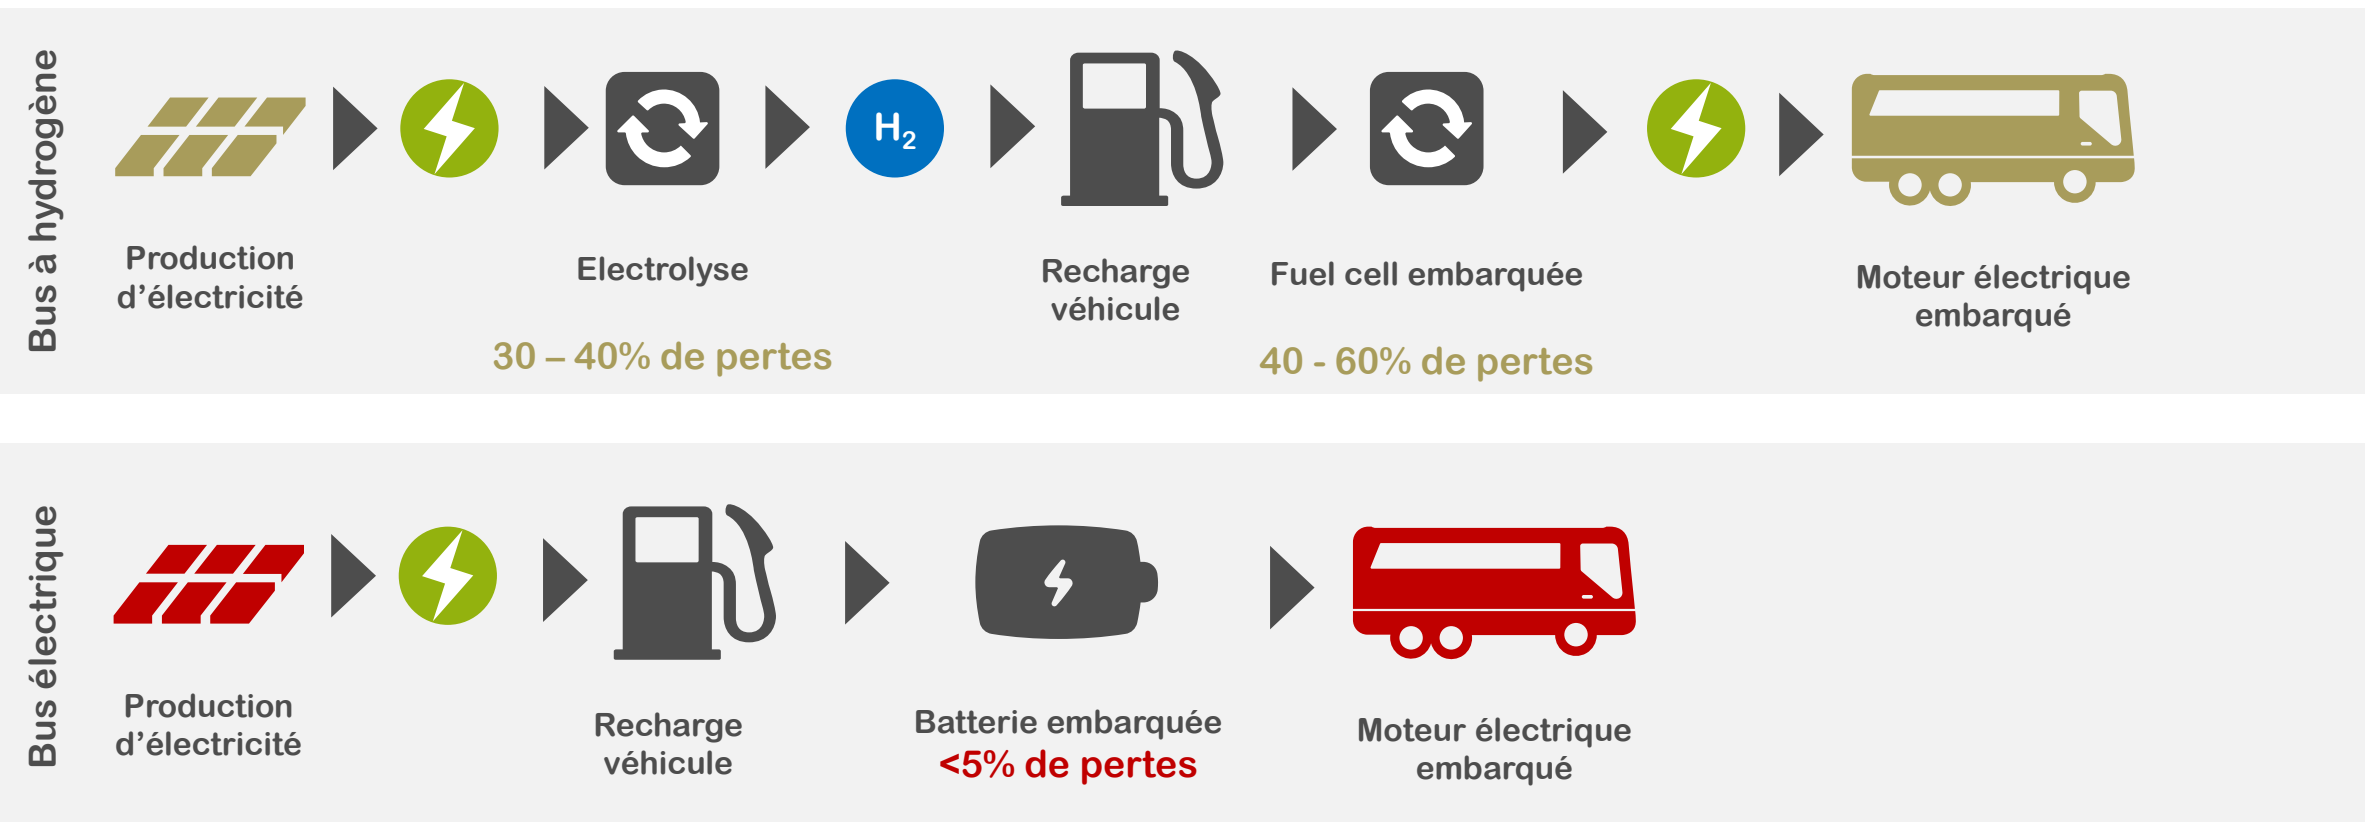 Bus à hydrogène
H2
Production
d’électricité
Electrolyse
Recharge
véhicule
Fuel cell embarquée
Moteur électrique
embarqué
30 – 40% de pertes
40 - 60% de pertes
Bus électrique
Production
d’électricité
Recharge
véhicule
Batterie embarquée
<5% de pertes
Moteur électrique
embarqué